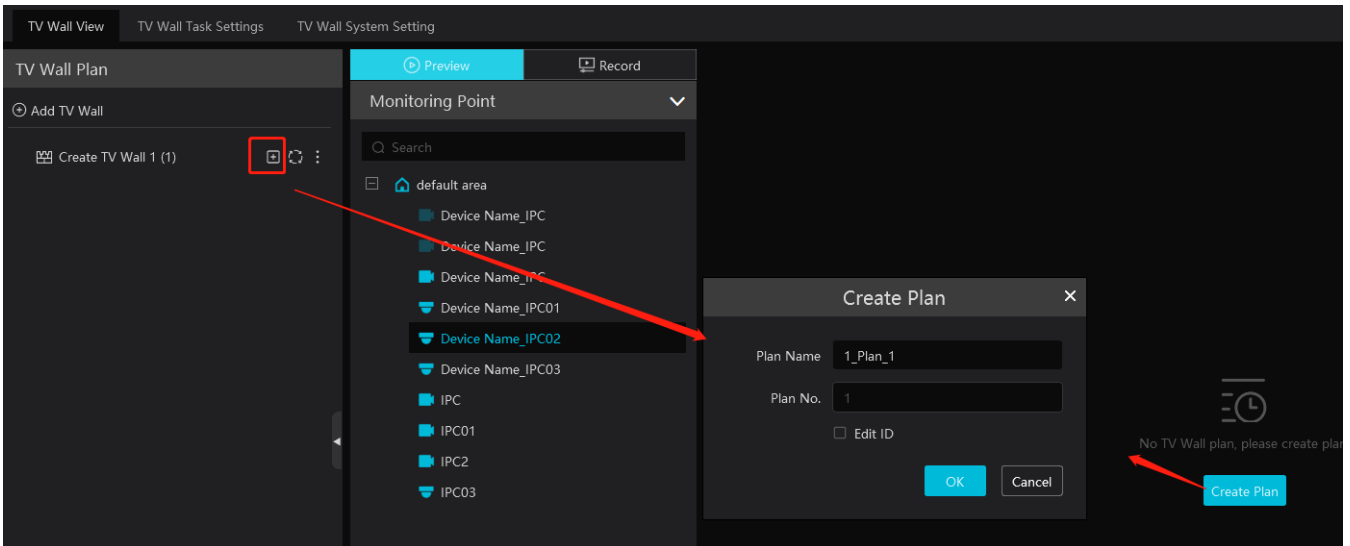 TV Wall View
TV Wall Task Settings
TV Wall System Setting
TV Wall Plan
Add TV Wall
Create TV Wall 1 (1)
Preview
Record
Monitoring Point
Search
default area
Device Name_IPC
Device Name_IPC
Device Name_IPC
Device Name_IPC01
Device Name_IPC02
Device Name_IPC03
IPC
IPC01
IPC2
IPC03
Create Plan
Plan Name 1_Plan_1
Plan No. 1
Edit ID
OK Cancel
No TV Wall plan, please create plan
Create Plan